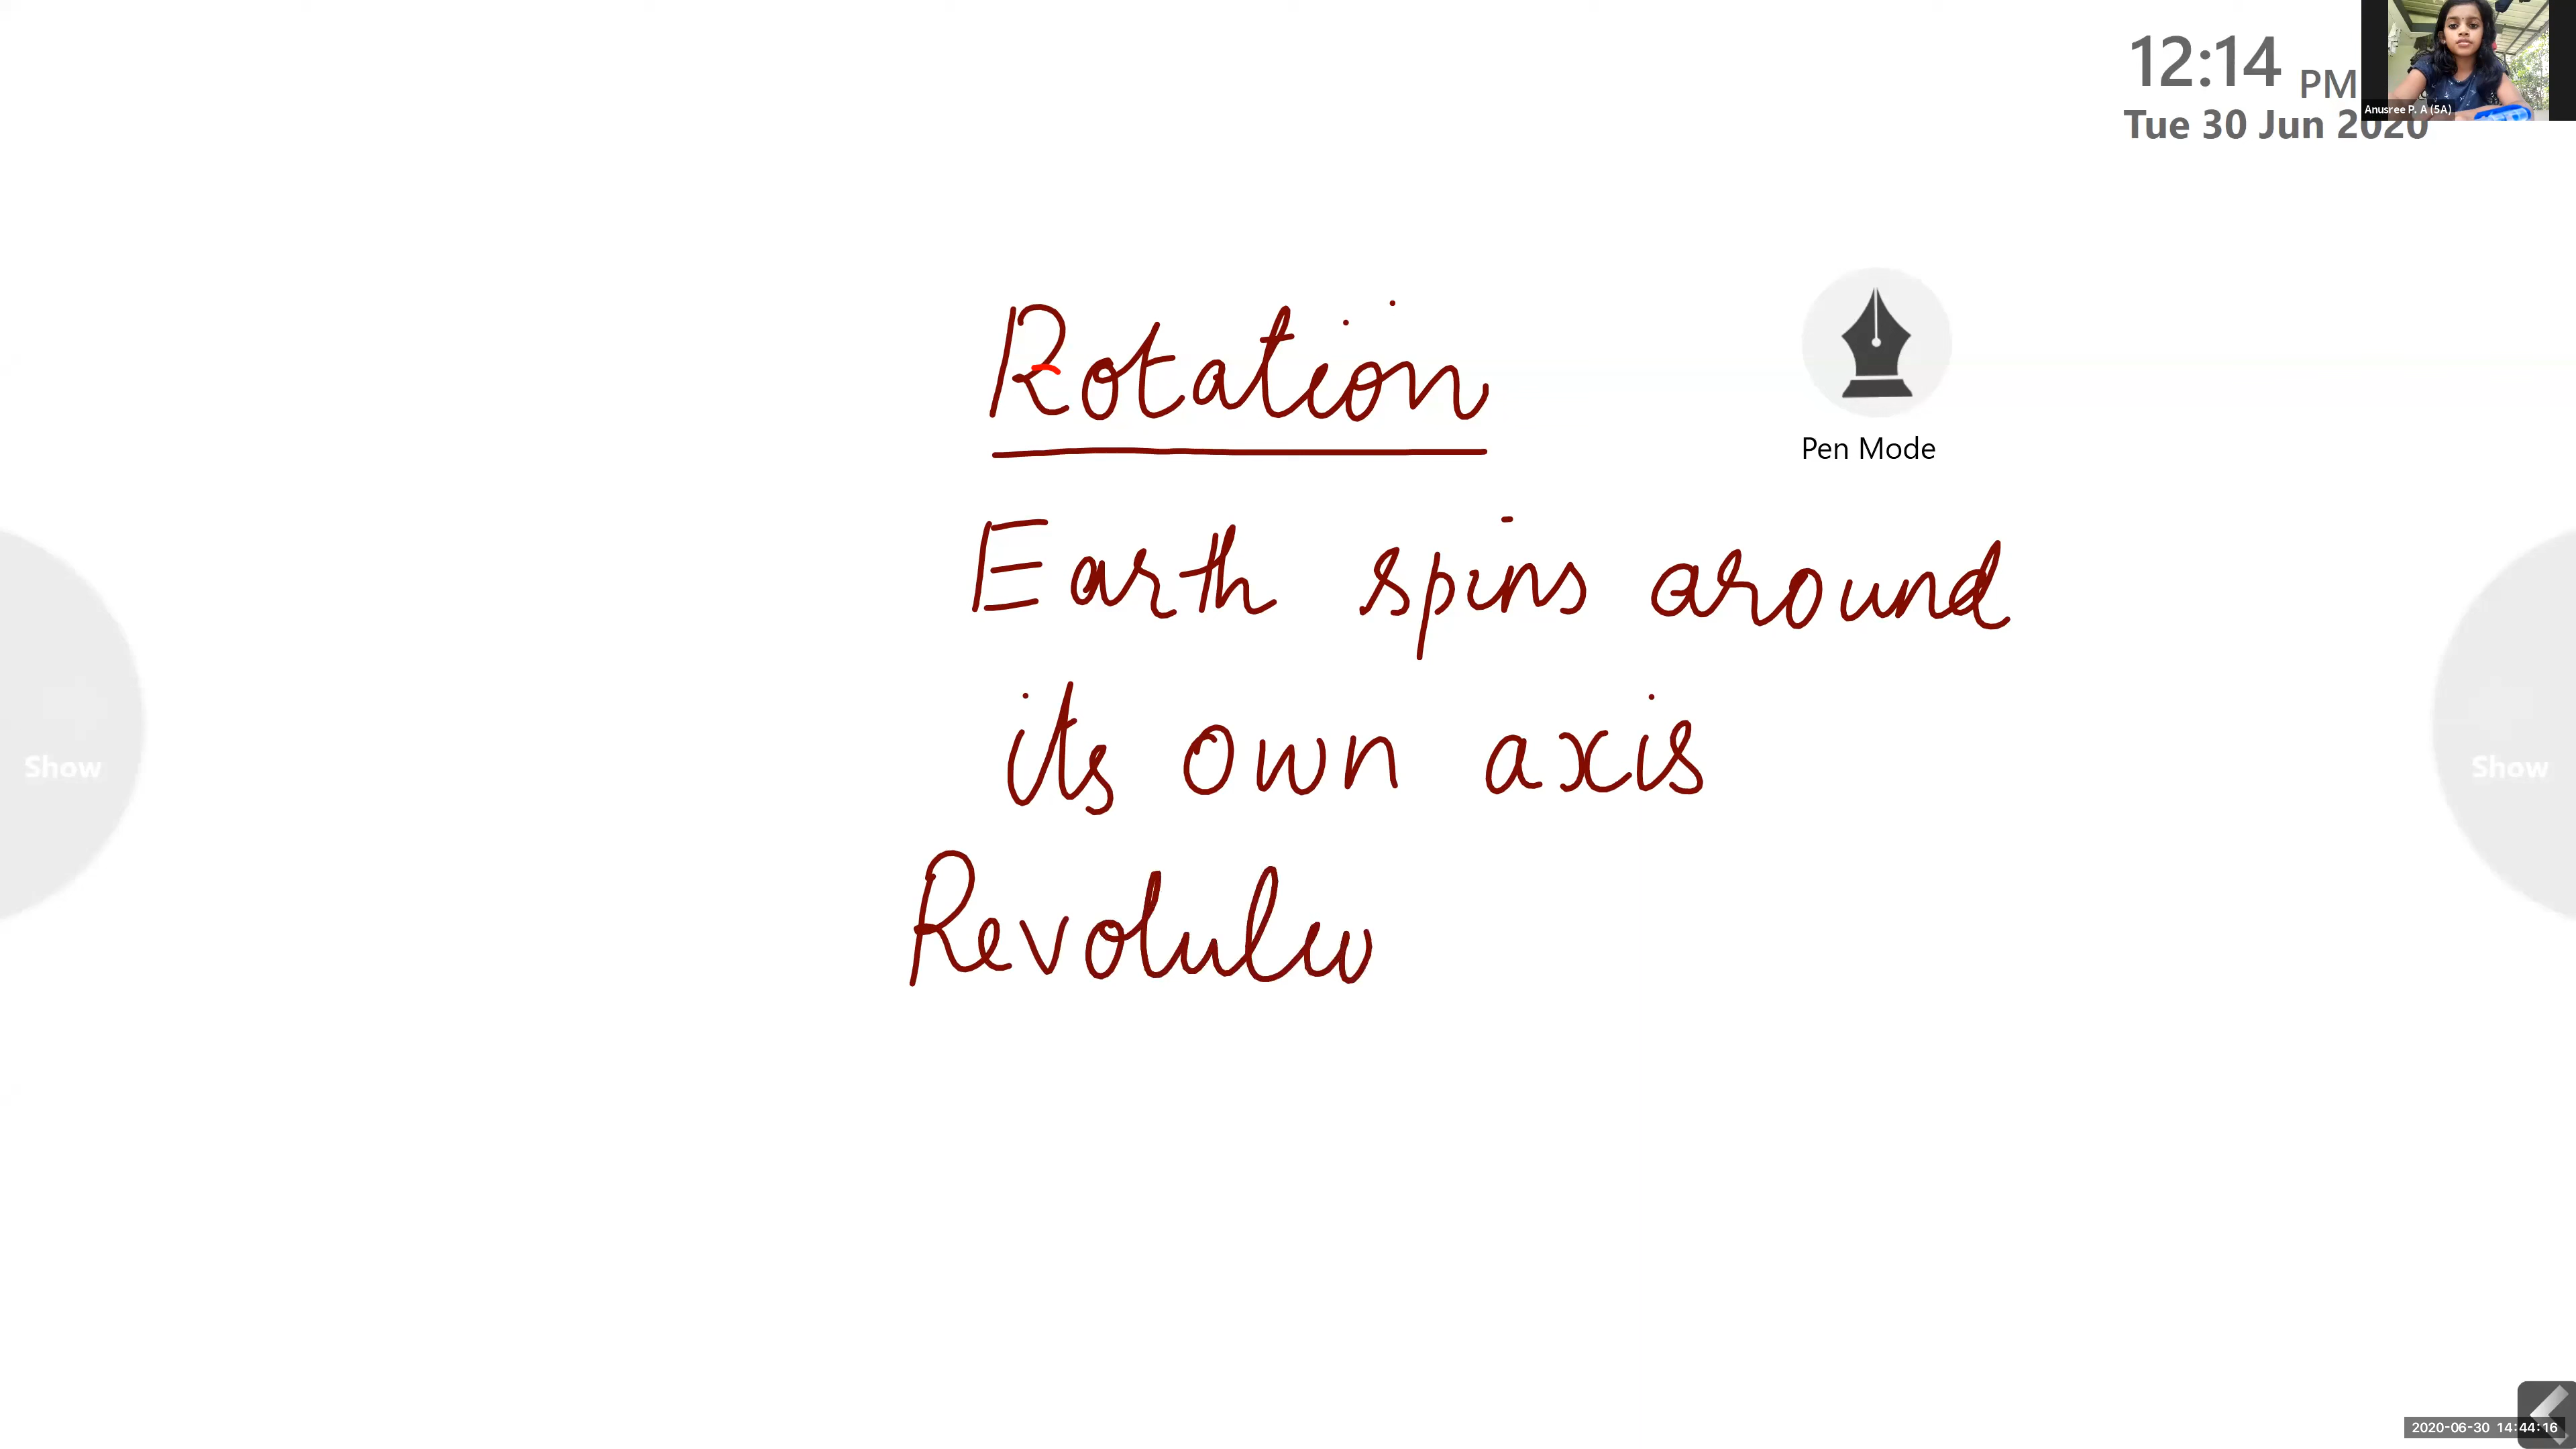 12:14 PM
Anusree P. A (5A)
Tue 30 Jun 2020
Rotation
Pen Mode
Earth spins around
its own axis
Show
Show
2020-06-30 14:44:16